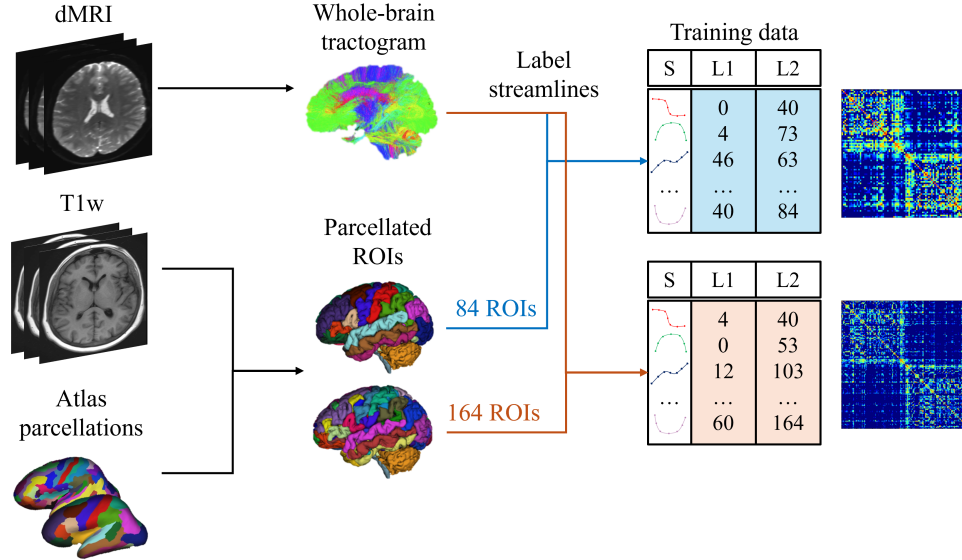 dMRI
Whole-brain
tractogram
Label
streamlines
Training data
S L1 L2
0 40
4 73
46 63
... ... ...
40 84
T1w
Parcellated
ROIs
84 ROIs
164 ROIs
S L1 L2
4 40
0 53
12 103
... ... ...
60 164
Atlas
parcellations